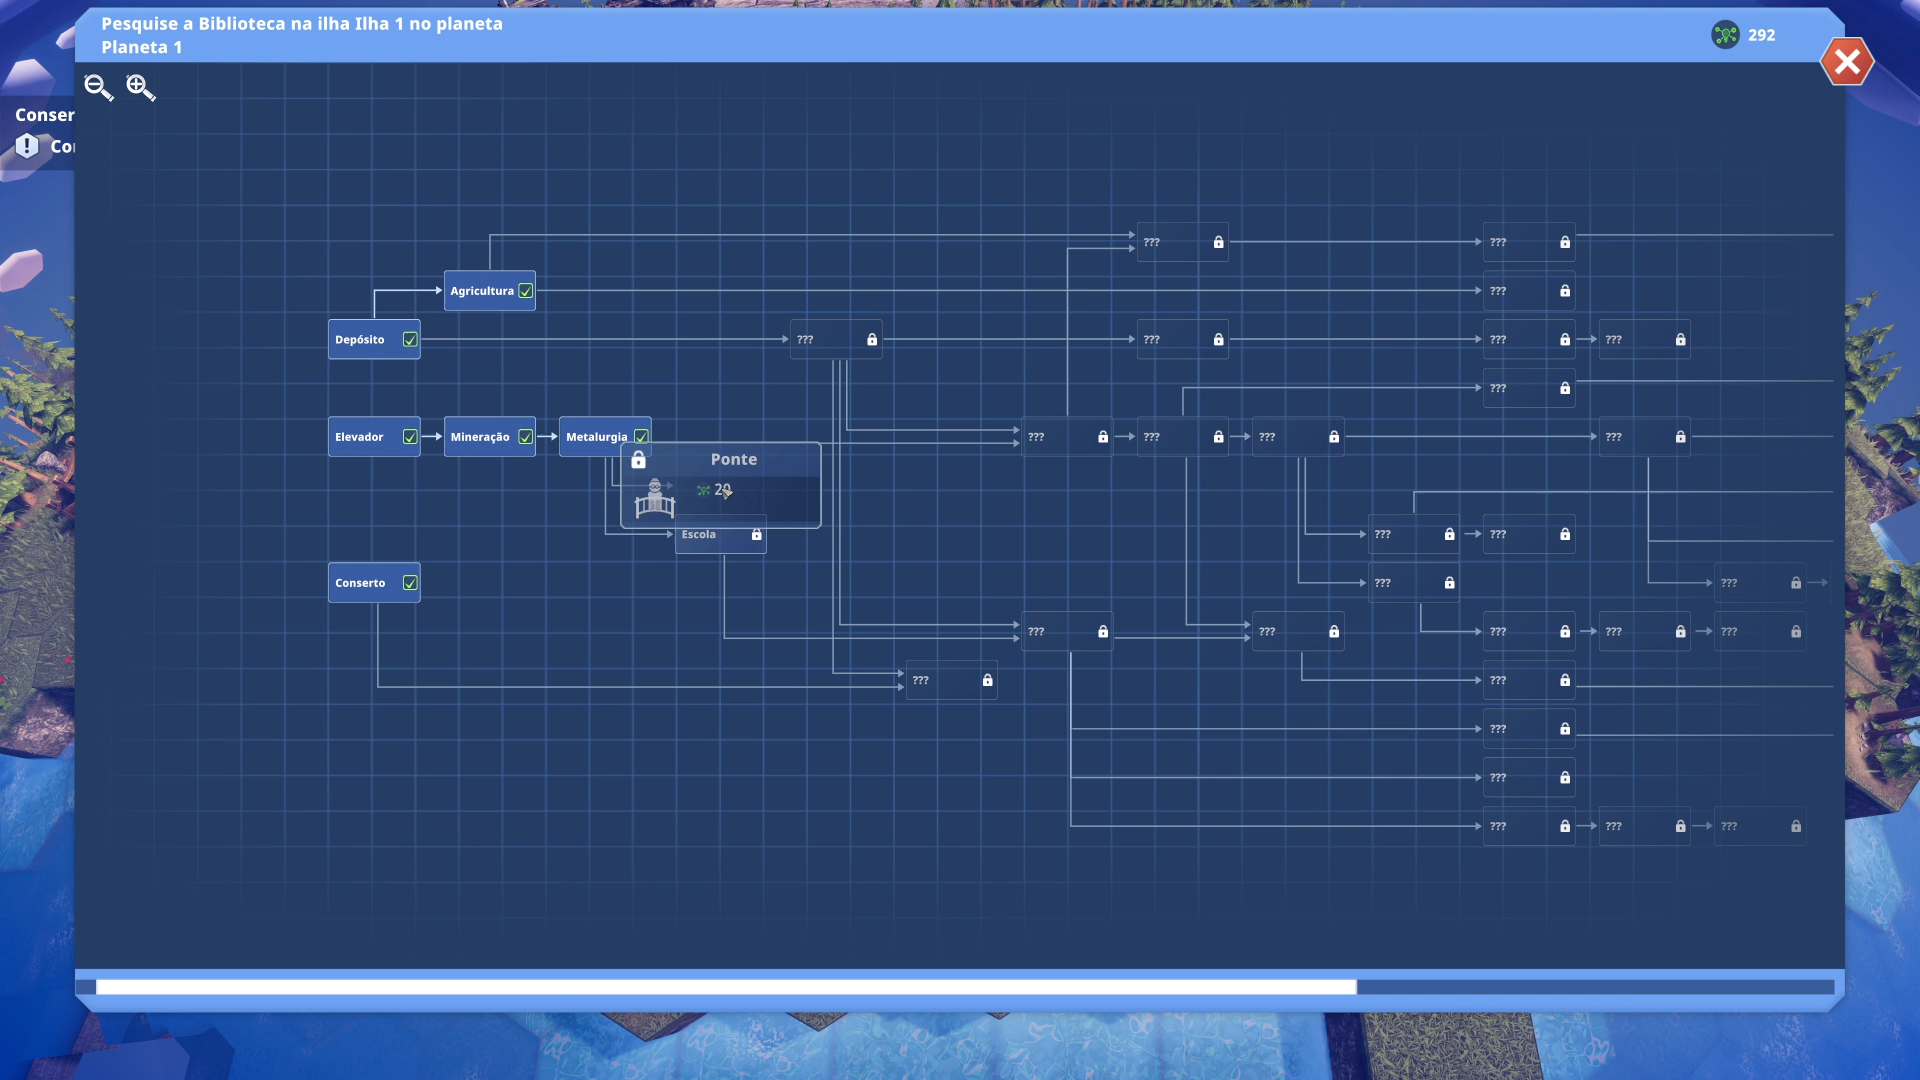 Pesquise a Biblioteca na ilha Ilha 1 no planeta
Planeta 1
292
Conser
Co
???
???
Agricultura
???
Depósito
???
???
???
???
???
Elevador
Mineração
Metalurgia
???
???
???
???
Ponte
20
Escola
???
???
Conserto
???
???
???
???
???
???
???
???
???
???
???
???
???
???